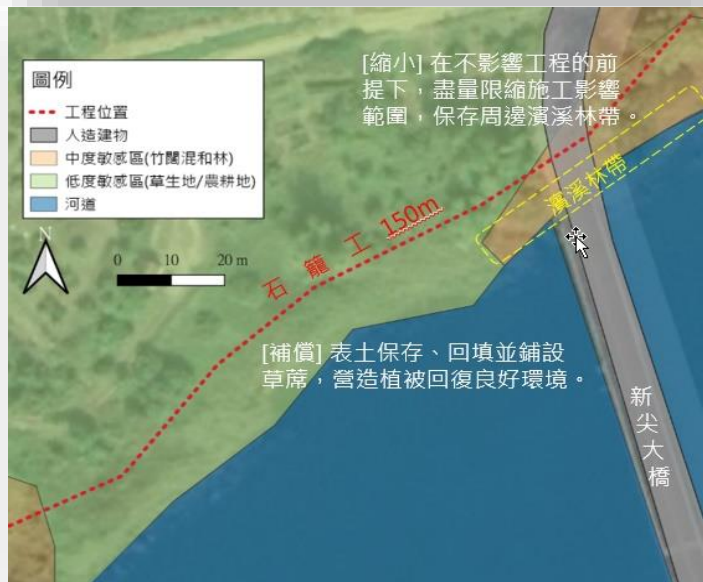 [縮小] 在不影響工程的前
提下，盡量限縮施工影響
範圍，保存周邊濱溪林帶。
圖例
工程位置
人造建物
中度敏感區(竹闊混和林)
低度敏感區(草生地/農耕地)
河道
濱溪林帶
N
0 10 20 m
石籠工 150m
[補償] 表土保存、回填並鋪設
草蓆，營造植被回復良好環境。
新尖大橋